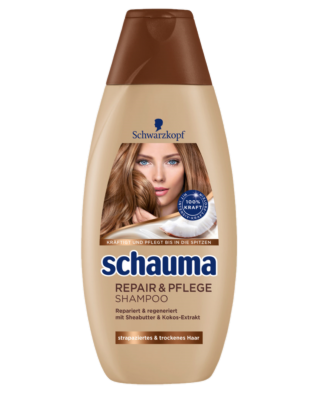 Schwarzkopf
100%
KRAFT
KRÄFTIGT UND PFLEGT BIS IN DIE SPITZEN
schauma
REPAIR & PFLEGE
SHAMPOO
Repariert & regeneriert
mit Sheabutter & Kokos-Extrakt
strapaziertes & trockenes Haar